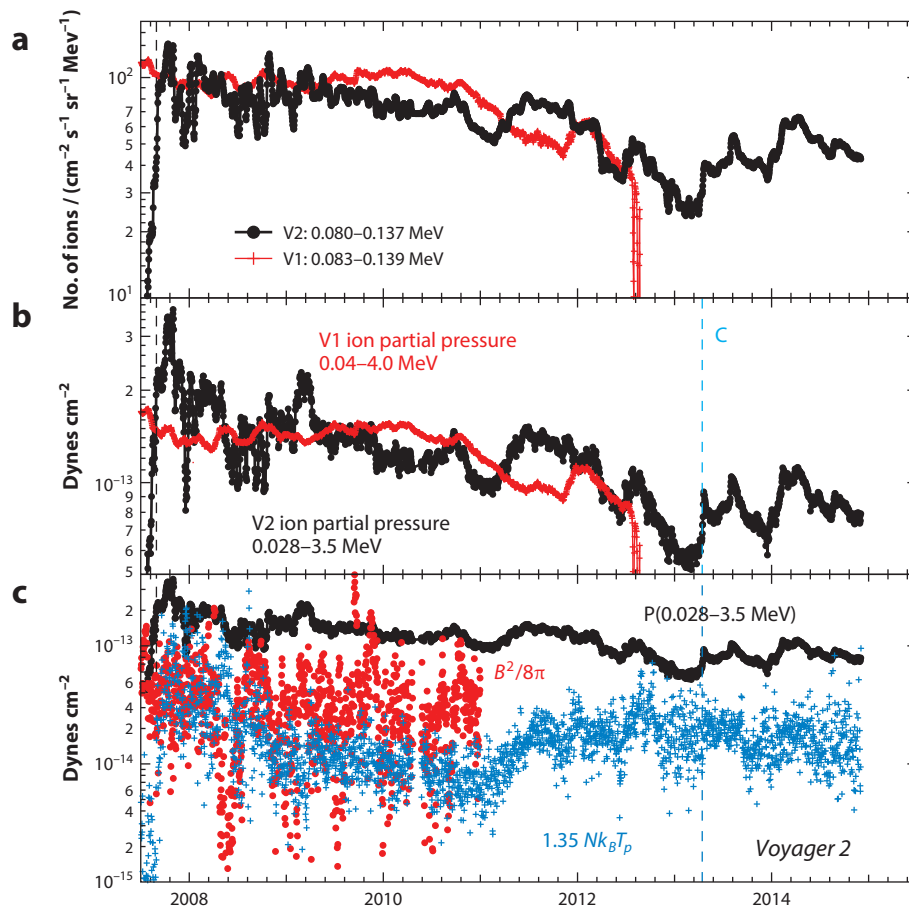 a
No. of ions / (cm⁻² s⁻¹ sr⁻¹ Mev⁻¹)
10²
7
6
5
4
3
2
10¹
V2: 0.080–0.137 MeV
V1: 0.083–0.139 MeV
b
Dynes cm⁻²
3
2
10⁻¹³
9
8
7
6
5
V1 ion partial pressure
0.04–4.0 MeV
C
V2 ion partial pressure
0.028–3.5 MeV
c
Dynes cm⁻²
2
10⁻¹³
6
4
2
10⁻¹⁴
6
4
2
10⁻¹⁵
P(0.028–3.5 MeV)
B²/8π
1.35 Nk_BT_p
Voyager 2
2008 2010 2012 2014